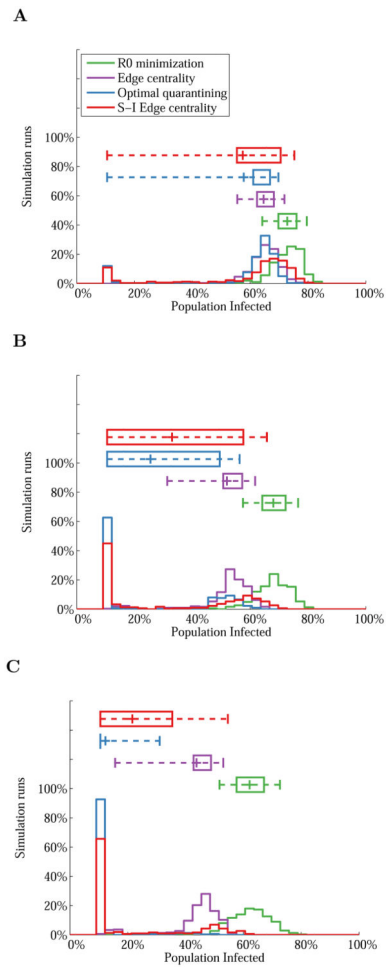 A
R0 minimization
Edge centrality
Optimal quarantining
S-I Edge centrality
Simulation runs
100%
80%
60%
40%
20%
0%
0% 20% 40% 60% 80% 100%
Population Infected
B
Simulation runs
100%
80%
60%
40%
20%
0%
0% 20% 40% 60% 80% 100%
Population Infected
C
Simulation runs
100%
80%
60%
40%
20%
0%
0% 20% 40% 60% 80% 100%
Population Infected